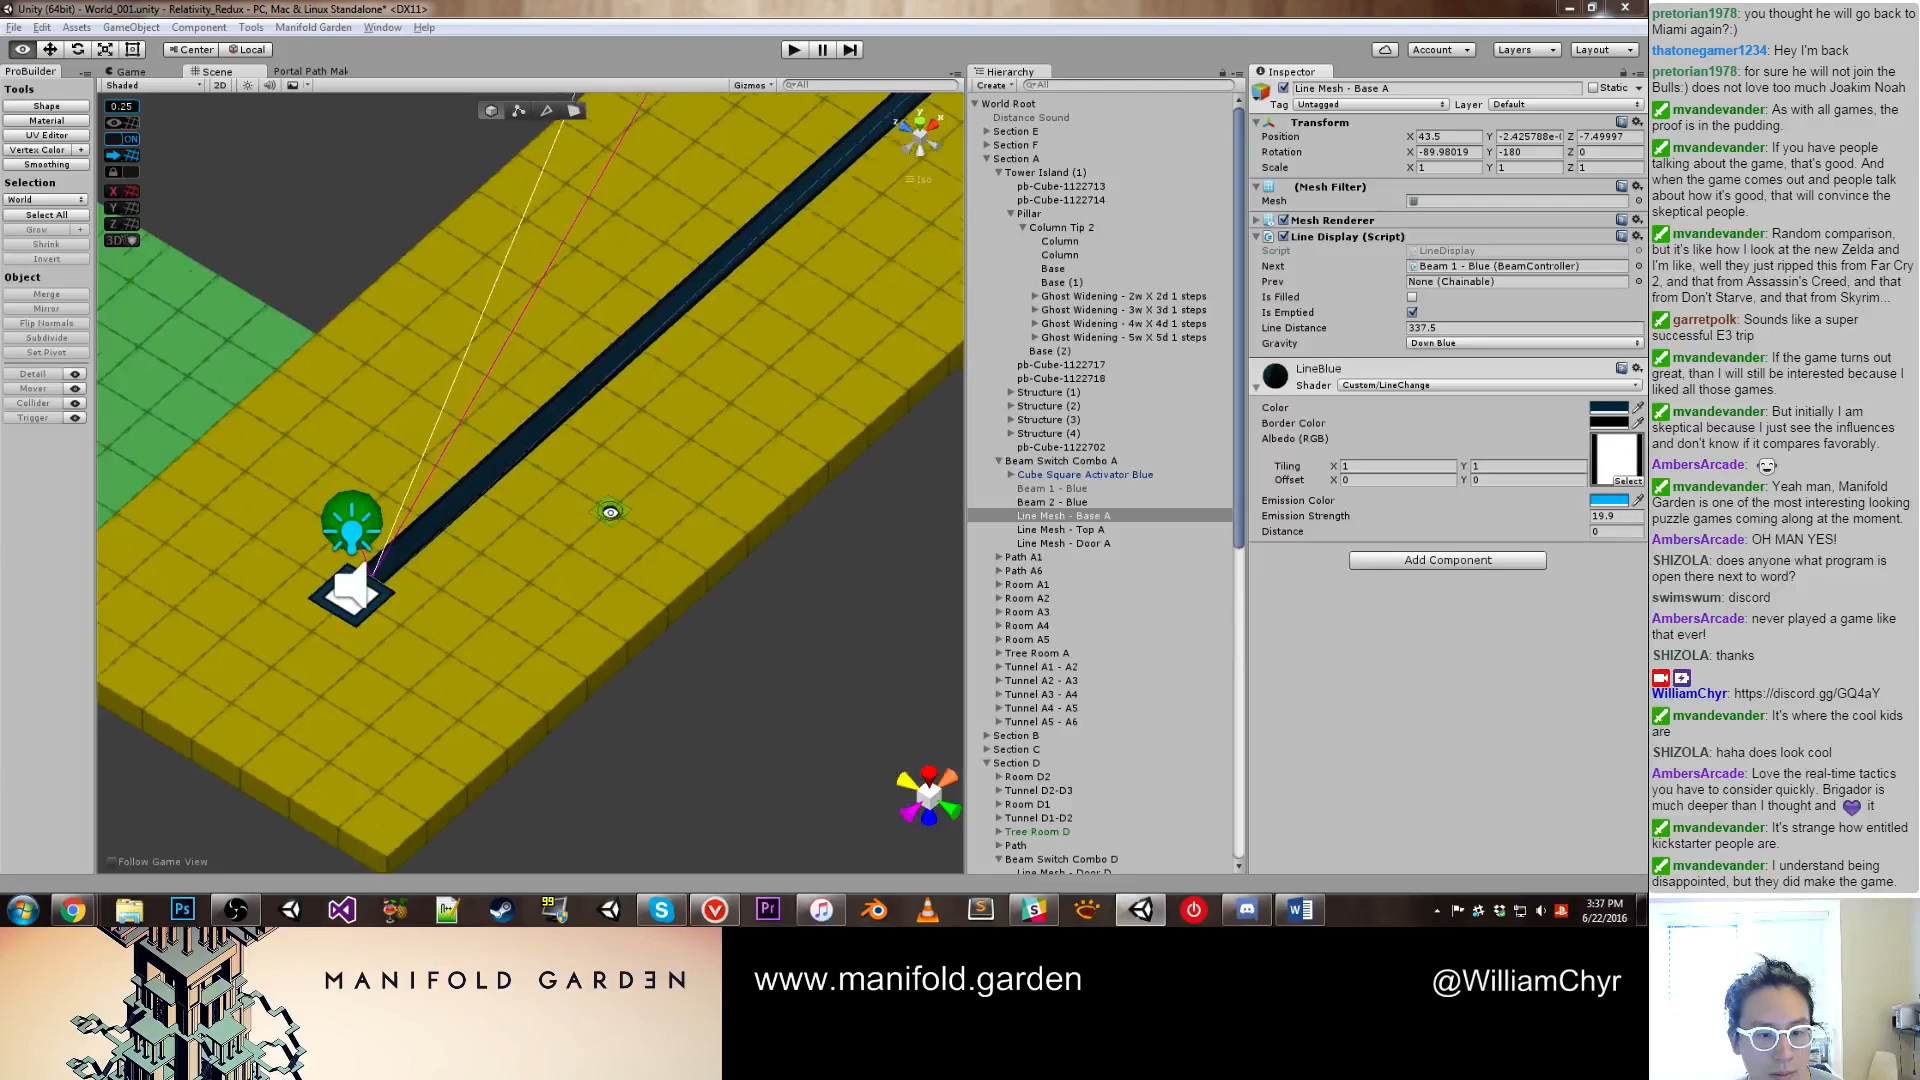 Unity (64bit) - World_001.unity - Relativity_Redux - PC, Mac & Linux Standalone* <DX11>
File Edit Assets GameObject Component Tools Manifold Garden Window Help
Center Local
Account Layers Layout
ProBuilder
Tools
Shape
Material
UV Editor
Vertex Color +
Smoothing
Selection
World
Select All
Grow +
Shrink
Invert
Object
Merge
Mirror
Flip Normals
Subdivide
Set Pivot
Detail
Mover
Collider
Trigger
Game Scene Portal Path Mak
Shaded 2D Gizmos All
0.25
ON
X
Y
Z
3D
y
z x
Iso
Follow Game View
Hierarchy
Create All
World Root
Distance Sound
Section E
Section F
Section A
Tower Island (1)
pb-Cube-1122713
pb-Cube-1122714
Pillar
Column Tip 2
Column
Column
Base
Base (1)
Ghost Widening - 2w X 2d 1 steps
Ghost Widening - 3w X 3d 1 steps
Ghost Widening - 4w X 4d 1 steps
Ghost Widening - 5w X 5d 1 steps
Base (2)
pb-Cube-1122717
pb-Cube-1122718
Structure (1)
Structure (2)
Structure (3)
Structure (4)
pb-Cube-1122702
Beam Switch Combo A
Cube Square Activator Blue
Beam 1 - Blue
Beam 2 - Blue
Line Mesh - Base A
Line Mesh - Top A
Line Mesh - Door A
Path A1
Path A6
Room A1
Room A2
Room A3
Room A4
Room A5
Tree Room A
Tunnel A1 - A2
Tunnel A2 - A3
Tunnel A3 - A4
Tunnel A4 - A5
Tunnel A5 - A6
Section B
Section C
Section D
Room D2
Tunnel D2-D3
Room D1
Tunnel D1-D2
Tree Room D
Path
Beam Switch Combo D
Line Mesh - Door D
Inspector
Line Mesh - Base A Static
Tag Untagged Layer Default
Transform
Position X 43.5 Y -2.425788e-( Z -7.49997
Rotation X -89.98019 Y -180 Z 0
Scale X 1 Y 1 Z 1
(Mesh Filter)
Mesh
Mesh Renderer
Line Display (Script)
Script LineDisplay
Next Beam 1 - Blue (BeamController)
Prev None (Chainable)
Is Filled
Is Emptied
Line Distance 337.5
Gravity Down Blue
LineBlue
Shader Custom/LineChange
Color
Border Color
Albedo (RGB)
Tiling X 1 Y 1
Offset X 0 Y 0
Select
Emission Color
Emission Strength 19.9
Distance 0
Add Component
pretorian1978: you thought he will go back to
Miami again?:)
thatonegamer1234: Hey I'm back
pretorian1978: for sure he will not join the
Bulls:) does not love too much Joakim Noah
mvandevander: As with all games, the
proof is in the pudding.
mvandevander: If you have people
talking about the game, that's good. And
when the game comes out and people talk
about how it's good, that will convince the
skeptical people.
mvandevander: Random comparison,
but it's like how I look at the new Zelda and
I'm like, well they just ripped this from Far Cry
2, and that from Assassin's Creed, and that
from Don't Starve, and that from Skyrim...
garretpolk: Sounds like a super
successful E3 trip
mvandevander: If the game turns out
great, than I will still be interested because I
liked all those games.
mvandevander: But initially I am
skeptical because I just see the influences
and don't know if it compares favorably.
AmbersArcade:
AmbersArcade: Yeah man, Manifold
Garden is one of the most interesting looking
puzzle games coming along at the moment.
AmbersArcade: OH MAN YES!
SHIZOLA: does anyone what program is
open there next to word?
swimswum: discord
AmbersArcade: never played a game like
that ever!
SHIZOLA: thanks
WilliamChyr: https://discord.gg/GQ4aY
mvandevander: It's where the cool kids
are
SHIZOLA: haha does look cool
AmbersArcade: Love the real-time tactics
you have to consider quickly. Brigador is
much deeper than I thought and it
mvandevander: It's strange how entitled
kickstarter people are.
mvandevander: I understand being
disappointed, but they did make the game.
Ps 99 S V Pr S W
3:37 PM
6/22/2016
MANIFOLD GARDƎN
www.manifold.garden
@WilliamChyr